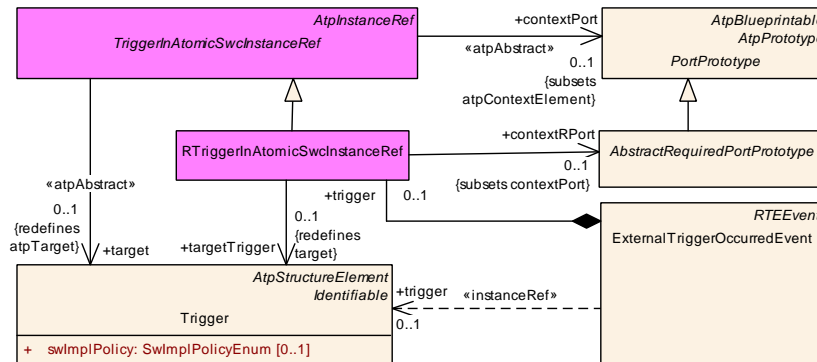 AtpInstanceRef
TriggerInAtomicSwcInstanceRef
+contextPort
«atpAbstract»
0..1
{subsets
atpContextElement}
AtpBlueprintable
AtpPrototype
PortPrototype
RTriggerInAtomicSwcInstanceRef
+contextRPort
0..1
{subsets contextPort}
AbstractRequiredPortPrototype
«atpAbstract»
0..1
{redefines
atpTarget}
+target
+trigger
0..1
0..1
{redefines
target}
+targetTrigger
RTEEvent
ExternalTriggerOccurredEvent
AtpStructureElement
Identifiable
Trigger
+ swImplPolicy: SwImplPolicyEnum [0..1]
+trigger
«instanceRef»
0..1